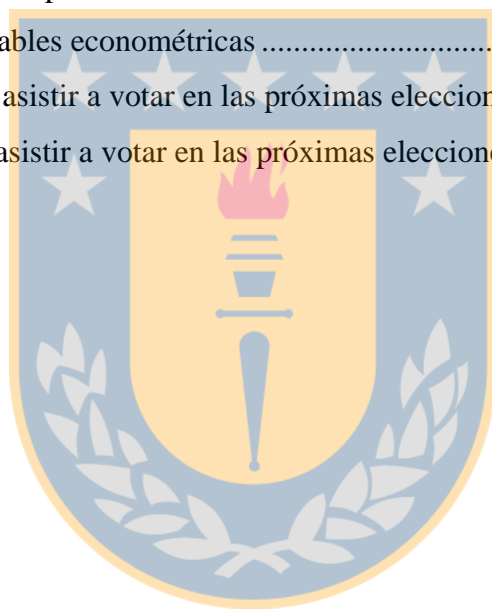 ables econométricas ..........................
asistir a votar en las próximas eleccion
asistir a votar en las próximas eleccione